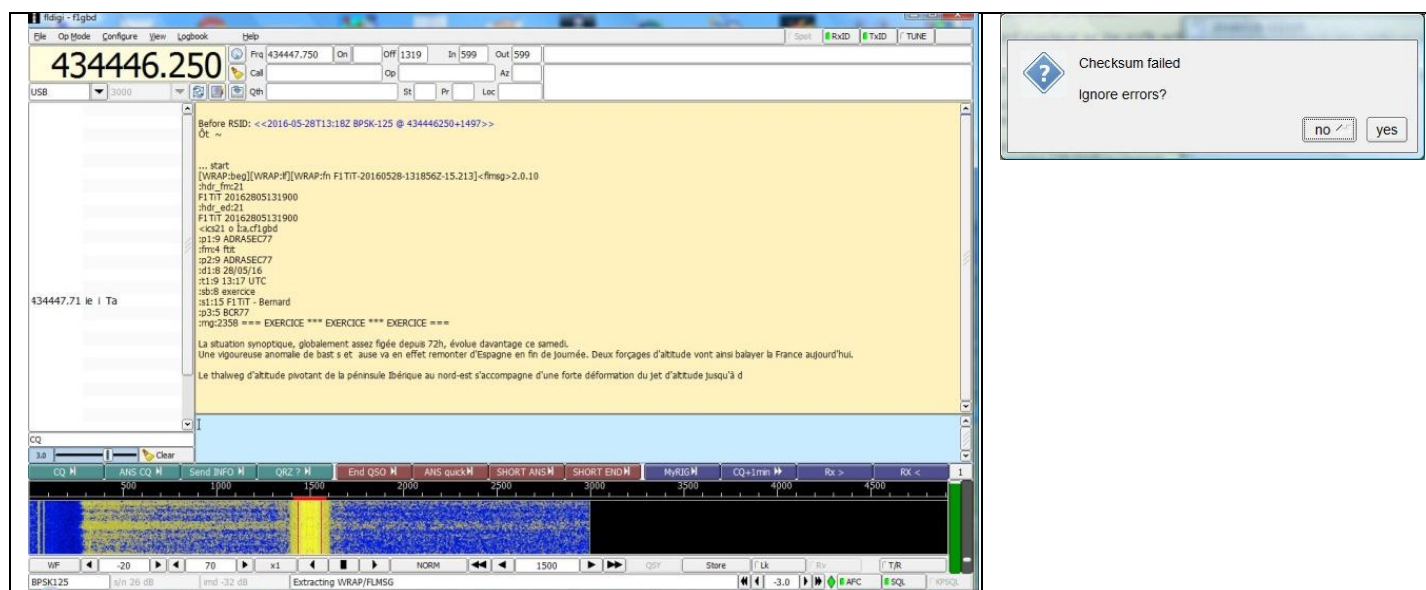 fldigi - f1gbd
File Op Mode Configure View Logbook Help Spot RxID TxID TUNE
434446.250
Frq 434447.750 On Off 1319 In 599 Out 599
Call Op Az
USB 3000 Qth St Pr Loc
Before RSID: <<2016-05-28T13:18Z BPSK-125 @ 434446250+1497>>
Ôt ~
... start
[WRAP:beg][WRAP:lf][WRAP:fn F1TIT-20160528-131856Z-15.213]<flmsg>2.0.10
:hdr_fm:21
F1TIT 20162805131900
:hdr_ed:21
F1TIT 20162805131900
<ics21 o
:p1:9 ADRASEC77
:fm:4 ftit
:p2:9 ADRASEC77
:d1:8 28/05/16
:t1:9 13:17 UTC
:sb:8 exercice
434447.71 ie i Ta
:s1:15 F1TIT - Bernard
:p3:5 BCR77
:mg:2358 === EXERCICE *** EXERCICE *** EXERCICE ===
La situation synoptique, globalement assez figée depuis 72h, évolue davantage ce samedi.
Une vigoureuse anomalie de bast s et ause va en effet remonter d'Espagne en fin de journée. Deux forçages d'altitude vont ainsi balayer la France aujourd'hui.
Le thalweg d'altitude pivotant de la péninsule Ibérique au nord-est s'accompagne d'une forte déformation du jet d'altitude jusqu'à d
CQ
3.0 Clear
CQ ANS CQ Send INFO QRZ ? End QSO ANS quick SHORT ANS SHORT END MyRIG CQ+1min Rx > RX < 1
500 1000 1500 2000 2500 3000 3500 4000 4500
WF -20 70 x1 NORM 1500 QSY Store Lk Rv T/R
BPSK125 s/n 26 dB imd -32 dB Extracting WRAP/FLMSG -3.0 AFC SQL KPSQL
Checksum failed
Ignore errors?
no yes